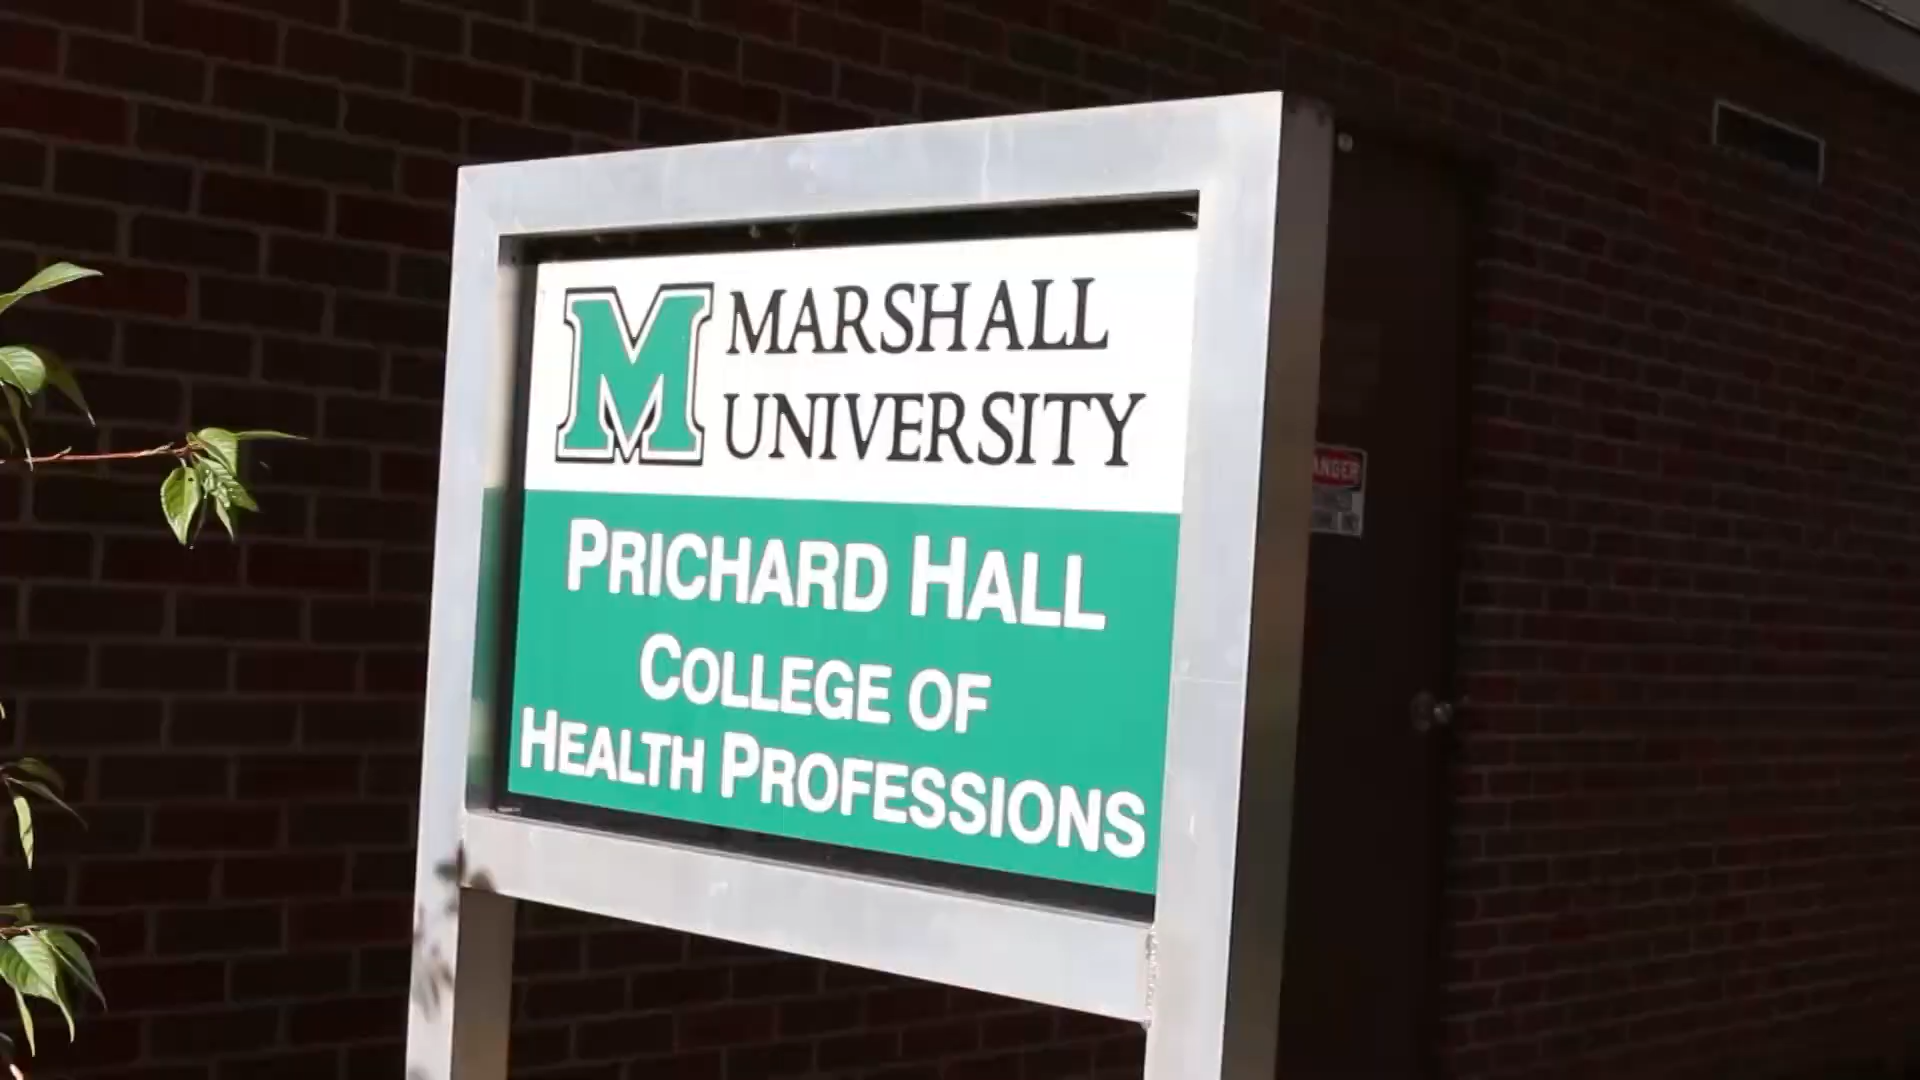 M MARSHALL
UNIVERSITY
PRICHARD HALL
COLLEGE OF
HEALTH PROFESSIONS